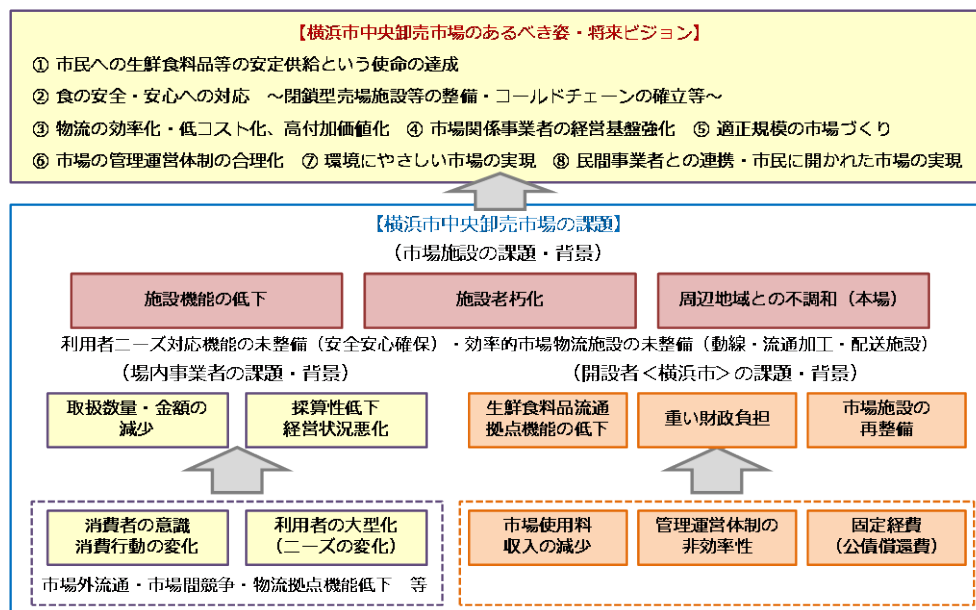 【横浜市中央卸売市場のあるべき姿・将来ビジョン】
① 市民への生鮮食料品等の安定供給という使命の達成
② 食の安全・安心への対応 ～閉鎖型売場施設等の整備・コールドチェーンの確立等～
③ 物流の効率化・低コスト化、高付加価値化 ④ 市場関係事業者の経営基盤強化 ⑤ 適正規模の市場づくり
⑥ 市場の管理運営体制の合理化 ⑦ 環境にやさしい市場の実現 ⑧ 民間事業者との連携・市民に開かれた市場の実現
【横浜市中央卸売市場の課題】
（市場施設の課題・背景）
施設機能の低下
施設者朽化
周辺地域との不調和（本場）
利用者ニーズ対応機能の未整備（安全安心確保）・効率的市場物流施設の未整備（動線・流通加工・配送施設）
（場内事業者の課題・背景）
（開設者＜横浜市＞の課題・背景）
取扱数量・金額の
減少
採算性低下
経営状況悪化
生鮮食料品流通
拠点機能の低下
重い財政負担
市場施設の
再整備
消費者の意識
消費行動の変化
利用者の大型化
（ニーズの変化）
市場外流通・市場間競争・物流拠点機能低下 等
市場使用料
収入の減少
管理運営体制の
非効率性
固定経費
（公債償還費）